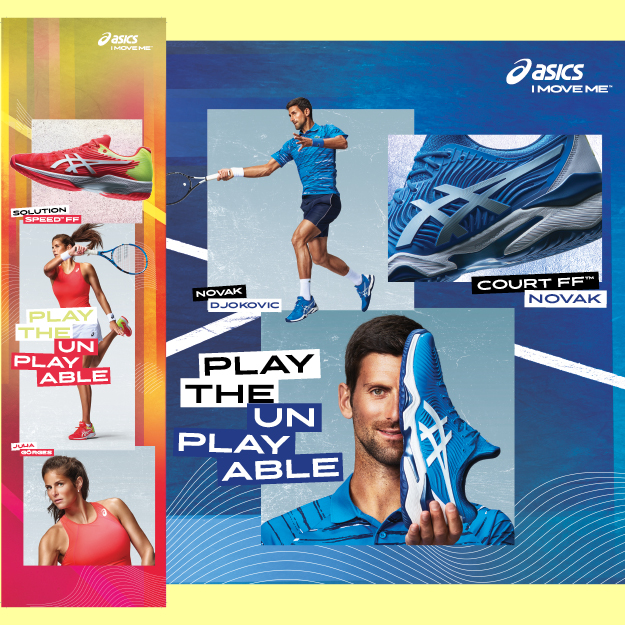 asics
I MOVE ME™
SOLUTION
SPEED™ FF
PLAY
THE
UN
PLAY
ABLE
JULIA
GÖRGES
asics
I MOVE ME™
NOVAK
DJOKOVIC
COURT FF™
NOVAK
PLAY
THE
UN
PLAY
ABLE